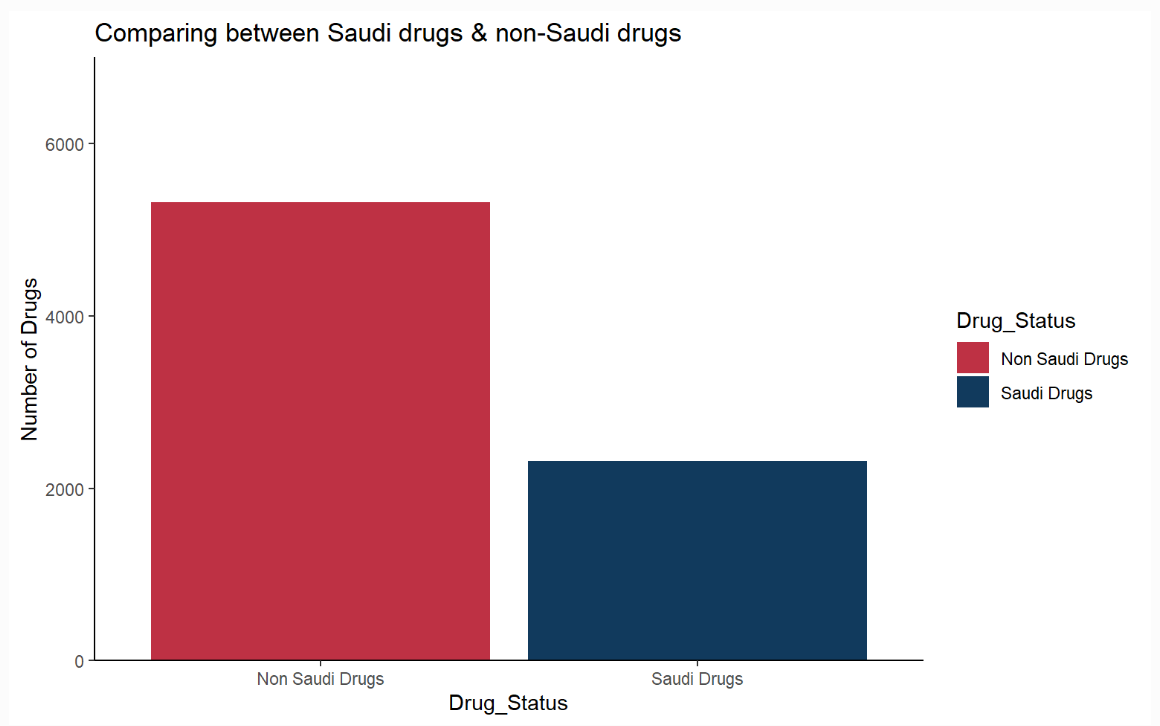 Comparing between Saudi drugs & non-Saudi drugs
Number of Drugs
6000
4000
2000
0
Non Saudi Drugs
Saudi Drugs
Drug_Status
Drug_Status
Non Saudi Drugs
Saudi Drugs